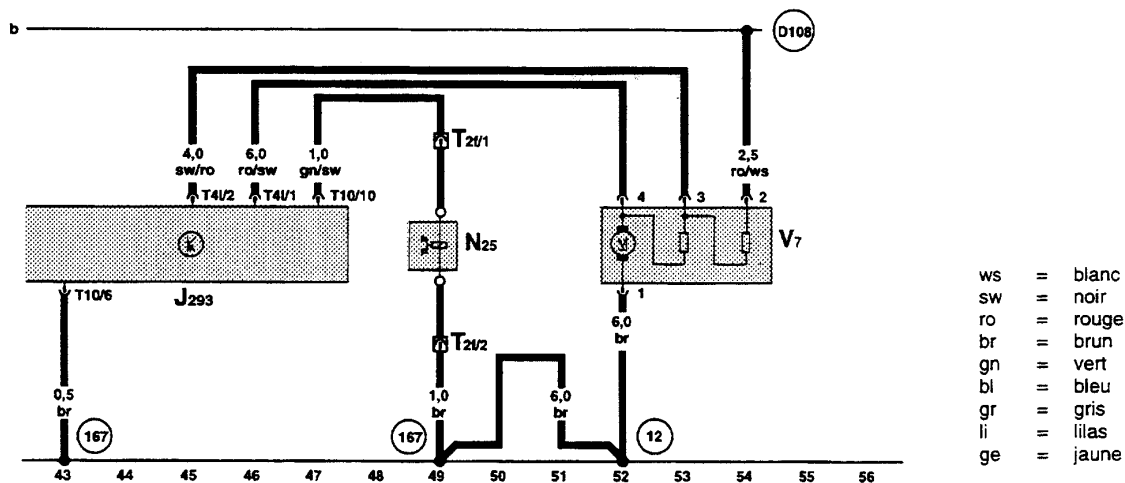 b
D108
T2f/1
4,0 6,0 1,0
sw/ro ro/sw gn/sw
2,5
ro/ws
T4l/2 T4l/1 T10/10
4 3 2
N25
V7
M
T10/6
J293
1
6,0
br
T2f/2
0,5
br
1,0
br
6,0
br
167
167
12
43 44 45 46 47 48 49 50 51 52 53 54 55 56
ws = blanc
sw = noir
ro = rouge
br = brun
gn = vert
bl = bleu
gr = gris
li = lilas
ge = jaune